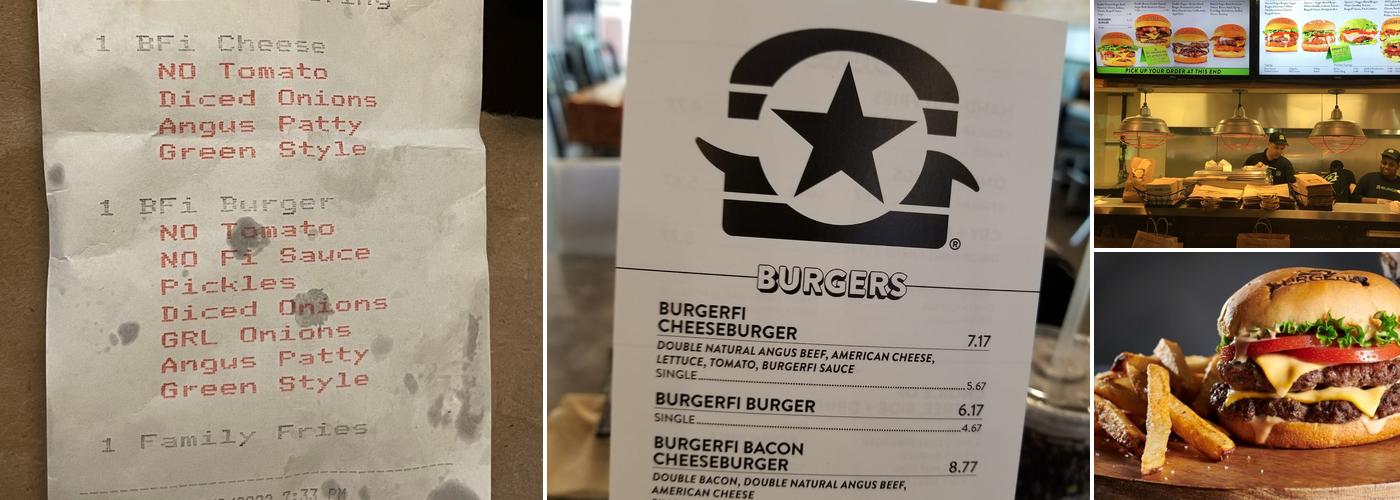 1 BFi Cheese
NO Tomato
Diced Onions
Angus Patty
Green Style
1 BFi Burger
NO Tomato
NO Fi Sauce
Pickles
Diced Onions
GRL Onions
Angus Patty
Green Style
1 Family Fries
7:33 PM
®
BURGERS
BURGERFI
CHEESEBURGER 7.17
DOUBLE NATURAL ANGUS BEEF, AMERICAN CHEESE,
LETTUCE, TOMATO, BURGERFI SAUCE
SINGLE 5.67
BURGERFI BURGER 6.17
SINGLE 4.67
BURGERFI BACON
CHEESEBURGER 8.77
DOUBLE BACON, DOUBLE NATURAL ANGUS BEEF,
AMERICAN CHEESE
PICK UP YOUR ORDER AT THIS END